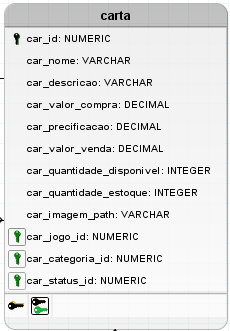 carta
car_id: NUMERIC
car_nome: VARCHAR
car_descricao: VARCHAR
car_valor_compra: DECIMAL
car_precificacao: DECIMAL
car_valor_venda: DECIMAL
car_quantidade_disponivel: INTEGER
car_quantidade_estoque: INTEGER
car_imagem_path: VARCHAR
car_jogo_id: NUMERIC
car_categoria_id: NUMERIC
car_status_id: NUMERIC